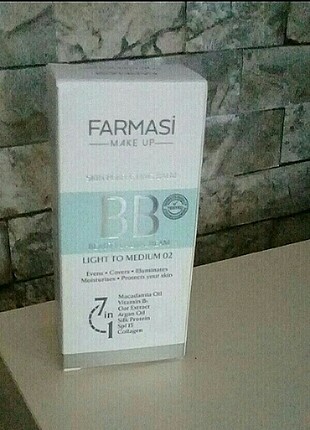 FARMASİ
MAKE UP
BB
LIGHT TO MEDIUM 02
Evens • Covers • Illuminates
Moisturises • Protects your skin
7 in 1
Macadamia Oil
Vitamin B₅
Oat Extract
Argan Oil
Silk Protein
Spf 15
Collagen